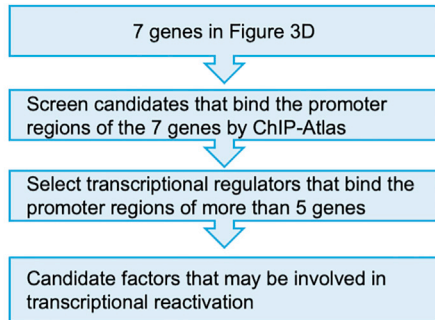 7 genes in Figure 3D
Screen candidates that bind the promoter
regions of the 7 genes by ChIP-Atlas
Select transcriptional regulators that bind the
promoter regions of more than 5 genes
Candidate factors that may be involved in
transcriptional reactivation